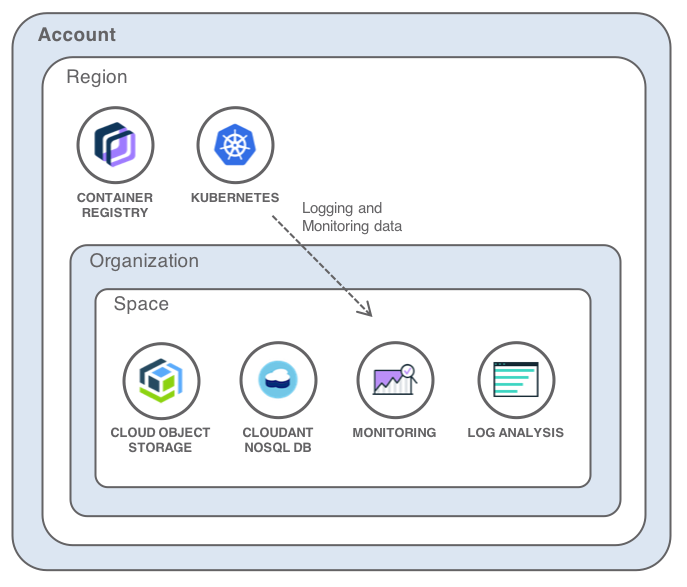 Account
Region
CONTAINER
REGISTRY
KUBERNETES
Logging and
Monitoring data
Organization
Space
CLOUD OBJECT
STORAGE
CLOUDANT
NOSQL DB
MONITORING
LOG ANALYSIS